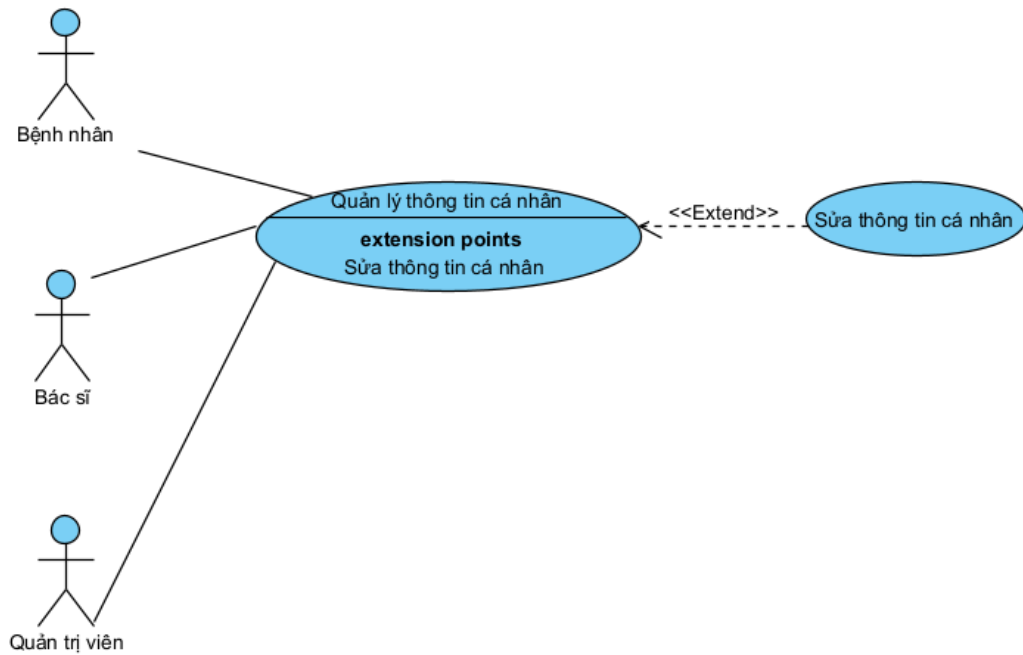 Bệnh nhân
Quản lý thông tin cá nhân
extension points
Sửa thông tin cá nhân
<<Extend>>
Sửa thông tin cá nhân
Bác sĩ
Quản trị viên